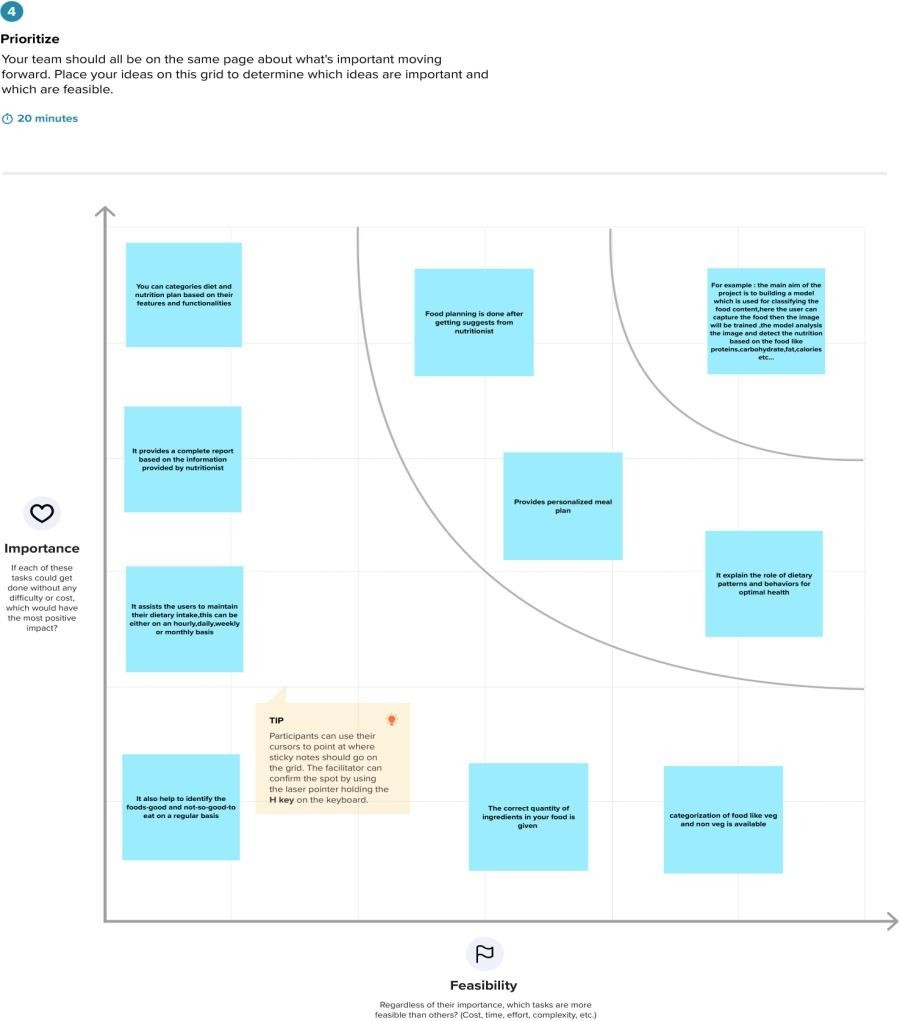 4
Prioritize
Your team should all be on the same page about what's important moving
forward. Place your ideas on this grid to determine which ideas are important and
which are feasible.
20 minutes
You can categories diet and
nutrition plan based on their
features and functionalities
Food planning is done after
getting suggests from
nutritionist
For example : the main aim of the
project is to building a model
which is used for classifying the
food content,here the user can
capture the food then the image
will be trained ,the model analysis
the image and detect the nutrition
based on the food like
proteins,carbohydrate,fat,calories
etc...
It provides a complete report
based on the information
provided by nutritionist
Provides personalized meal
plan
Importance
If each of these
tasks could get
done without any
difficulty or cost,
which would have
the most positive
impact?
It explain the role of dietary
patterns and behaviors for
optimal health
It assists the users to maintain
their dietary intake,this can be
either on an hourly,daily,weekly
or monthly basis
TIP
Participants can use their
cursors to point at where
sticky notes should go on
the grid. The facilitator can
confirm the spot by using
the laser pointer holding the
H key on the keyboard.
It also help to identify the
foods-good and not-so-good-to
eat on a regular basis
The correct quantity of
ingredients in your food is
given
categorization of food like veg
and non veg is available
Feasibility
Regardless of their importance, which tasks are more
feasible than others? (Cost, time, effort, complexity, etc.)